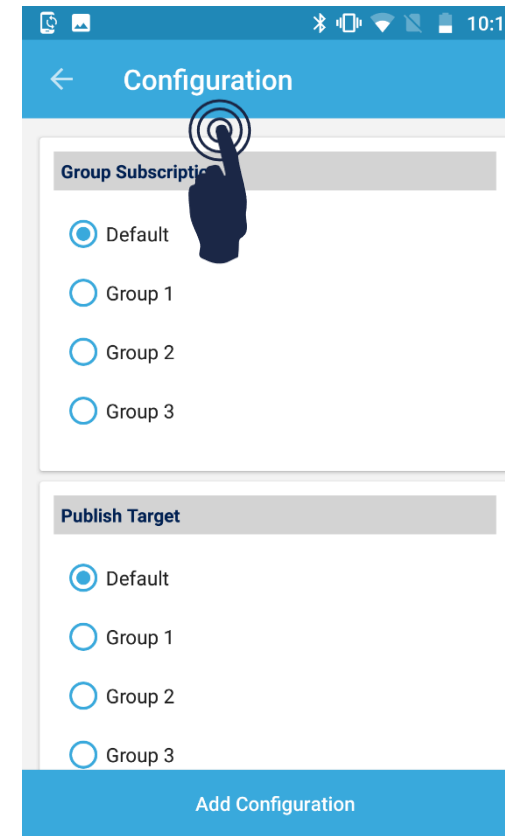 10:1
Configuration
Group Subscripti
Default
Group 1
Group 2
Group 3
Publish Target
Default
Group 1
Group 2
Group 3
Add Configuration